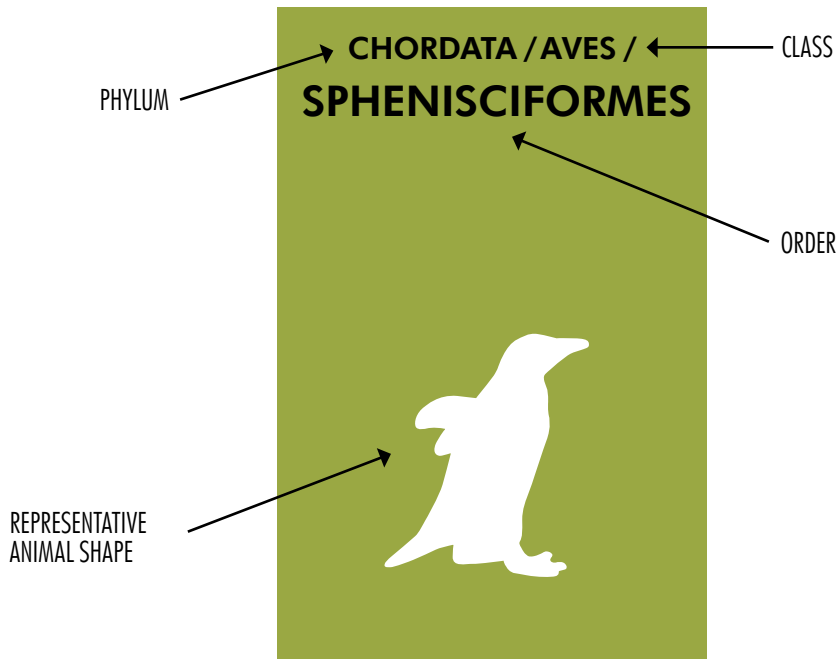 CHORDATA / AVES /
CLASS
PHYLUM
SPHENISCIFORMES
ORDER
REPRESENTATIVE
ANIMAL SHAPE